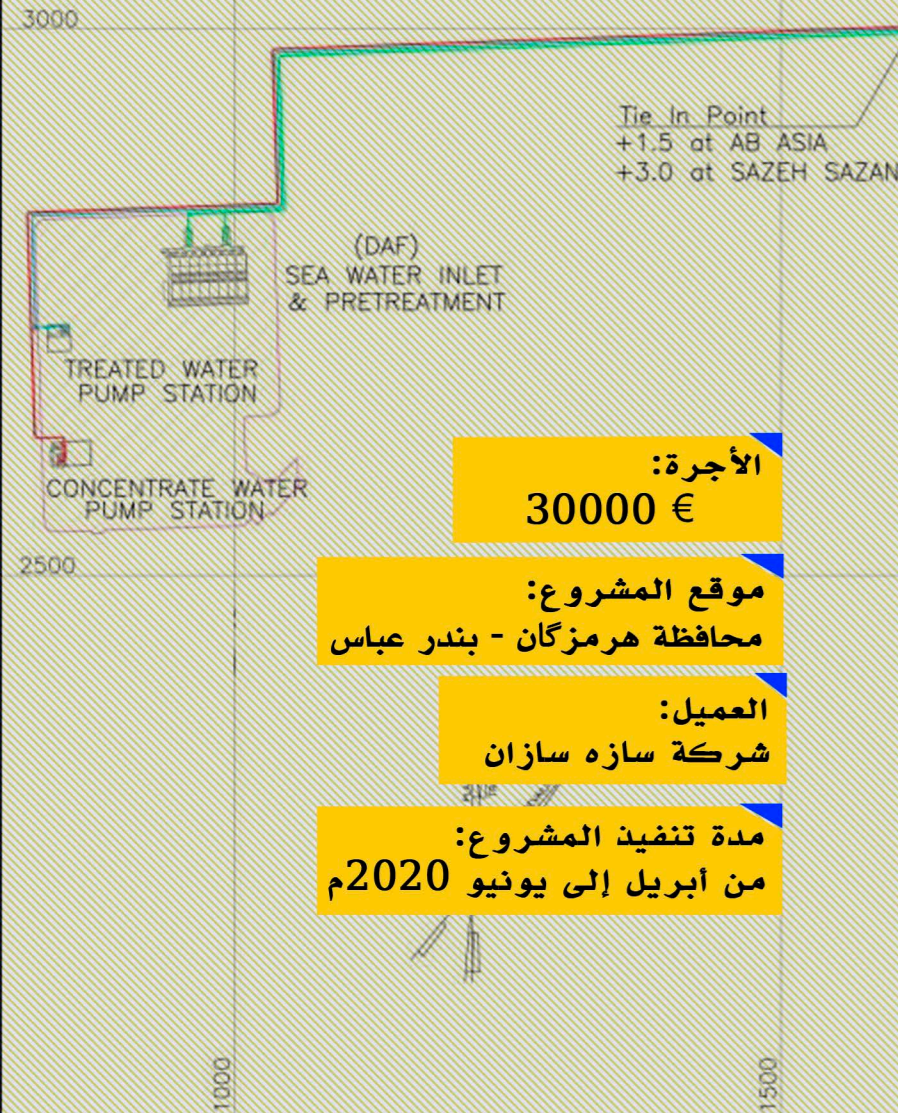 3000
Tie In Point
+1.5 at AB ASIA
+3.0 at SAZEH SAZAN
(DAF)
SEA WATER INLET
& PRETREATMENT
TREATED WATER
PUMP STATION
CONCENTRATE WATER
PUMP STATION
2500
الأجرة:
30000 €
موقع المشروع:
محافظة هرمزگان - بندر عباس
العميل:
شركة سازه سازان
مدة تنفيذ المشروع:
من أبريل إلى يونيو 2020م
1000
1500